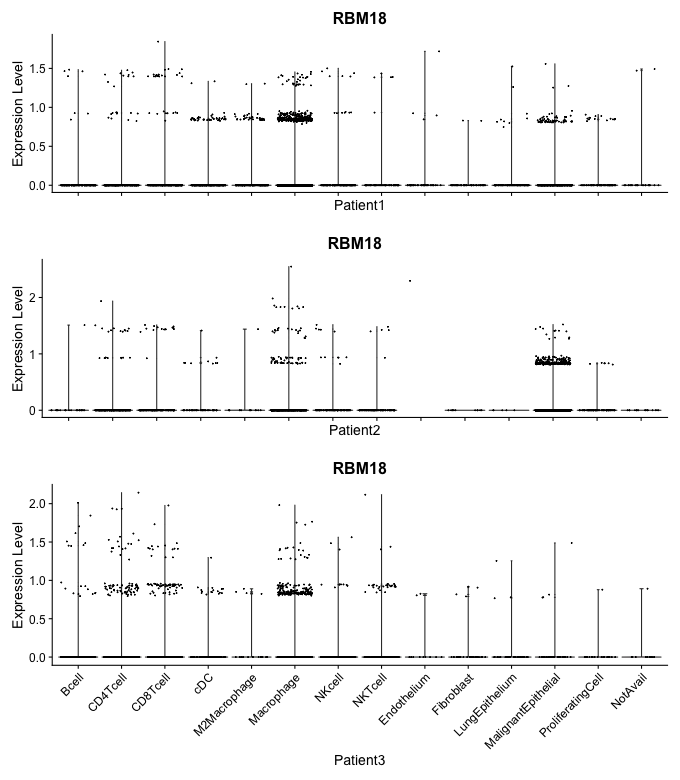 RBM18
Expression Level
1.5
1.0
0.5
0.0
Patient1
RBM18
Expression Level
2
1
0
Patient2
RBM18
Expression Level
2.0
1.5
1.0
0.5
0.0
Bcell
CD4Tcell
CD8Tcell
cDC
M2Macrophage
Macrophage
NKcell
NKTcell
Endothelium
Fibroblast
LungEpithelium
MalignantEpithelial
ProliferatingCell
NotAvail
Patient3